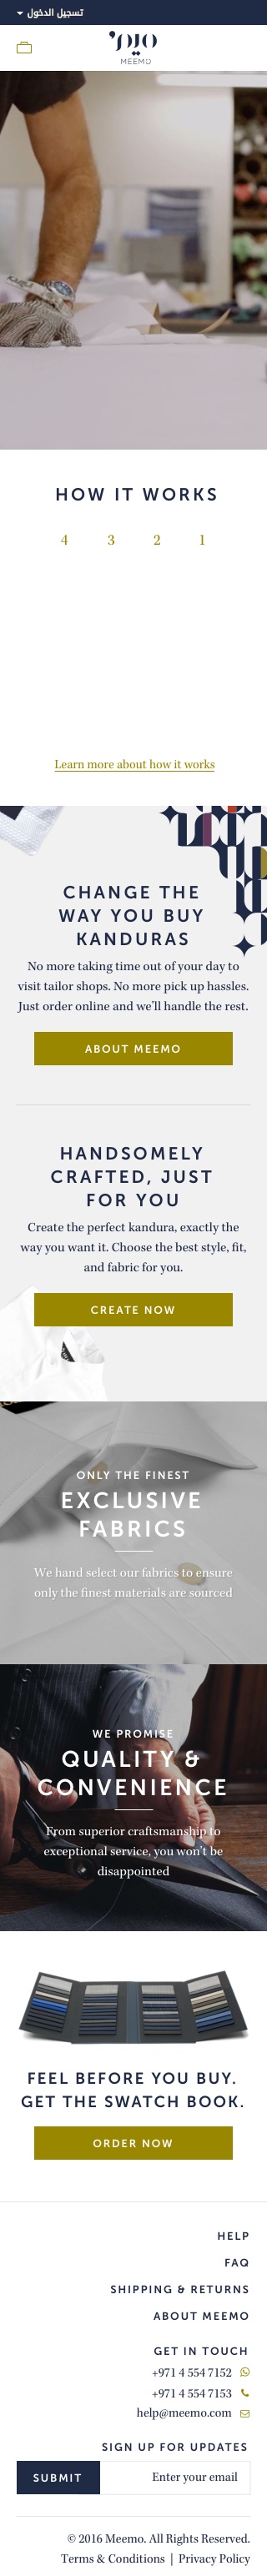 تسجيل الدخول
ميمو
MEEMO
HOW IT WORKS
4 3 2 1
Learn more about how it works
CHANGE THE
WAY YOU BUY
KANDURAS
No more taking time out of your day to
visit tailor shops. No more pick up hassles.
Just order online and we'll handle the rest.
ABOUT MEEMO
HANDSOMELY
CRAFTED, JUST
FOR YOU
Create the perfect kandura, exactly the
way you want it. Choose the best style, fit,
and fabric for you.
CREATE NOW
ONLY THE FINEST
EXCLUSIVE
FABRICS
We hand select our fabrics to ensure
only the finest materials are sourced
WE PROMISE
QUALITY &
CONVENIENCE
From superior craftsmanship to
exceptional service, you won't be
disappointed
FEEL BEFORE YOU BUY.
GET THE SWATCH BOOK.
ORDER NOW
HELP
FAQ
SHIPPING & RETURNS
ABOUT MEEMO
GET IN TOUCH
+971 4 554 7152
+971 4 554 7153
help@meemo.com
SIGN UP FOR UPDATES
SUBMIT Enter your email
© 2016 Meemo. All Rights Reserved.
Terms & Conditions | Privacy Policy